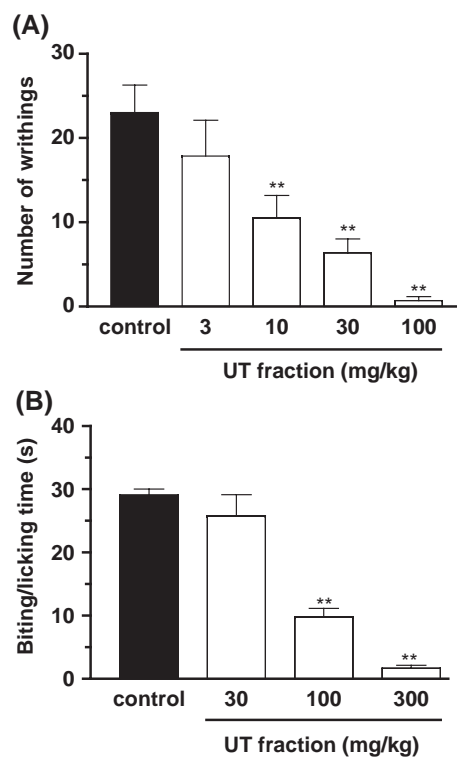 (A)
Number of writhings
30
20
10
0
**
**
**
control 3 10 30 100
UT fraction (mg/kg)
(B)
Biting/licking time (s)
40
30
20
10
0
**
**
control 30 100 300
UT fraction (mg/kg)